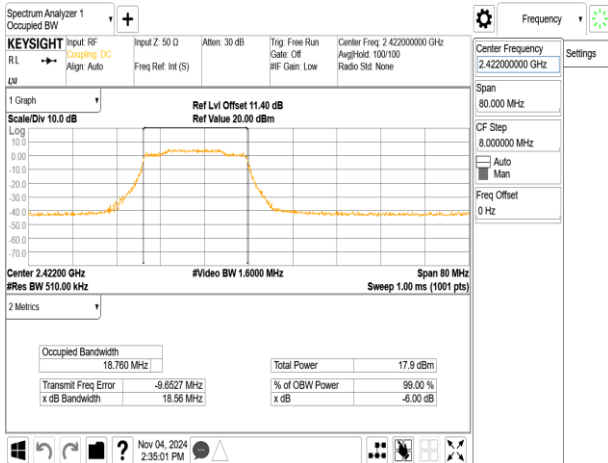 Spectrum Analyzer 1
Occupied BW
+
Frequency
KEYSIGHT
Input: RF
Input Z: 50 Ω
Atten: 30 dB
Trig: Free Run
Center Freq: 2.422000000 GHz
RL
Coupling: DC
Gate: Off
Avg|Hold: 100/100
Align: Auto
Freq Ref: Int (S)
#IF Gain: Low
Radio Std: None
LXI
Center Frequency
2.422000000 GHz
Settings
Span
80.000 MHz
CF Step
8.000000 MHz
Auto
Man
Freq Offset
0 Hz
1 Graph
Ref Lvl Offset 11.40 dB
Scale/Div 10.0 dB
Ref Value 20.00 dBm
Log
10.0
0.00
-10.0
-20.0
-30.0
-40.0
-50.0
-60.0
-70.0
Center 2.42200 GHz
#Video BW 1.6000 MHz
Span 80 MHz
#Res BW 510.00 kHz
Sweep 1.00 ms (1001 pts)
2 Metrics
Occupied Bandwidth
18.760 MHz
Total Power 17.9 dBm
Transmit Freq Error -9.6527 MHz
% of OBW Power 99.00 %
x dB Bandwidth 18.56 MHz
x dB -6.00 dB
?
Nov 04, 2024
2:35:01 PM